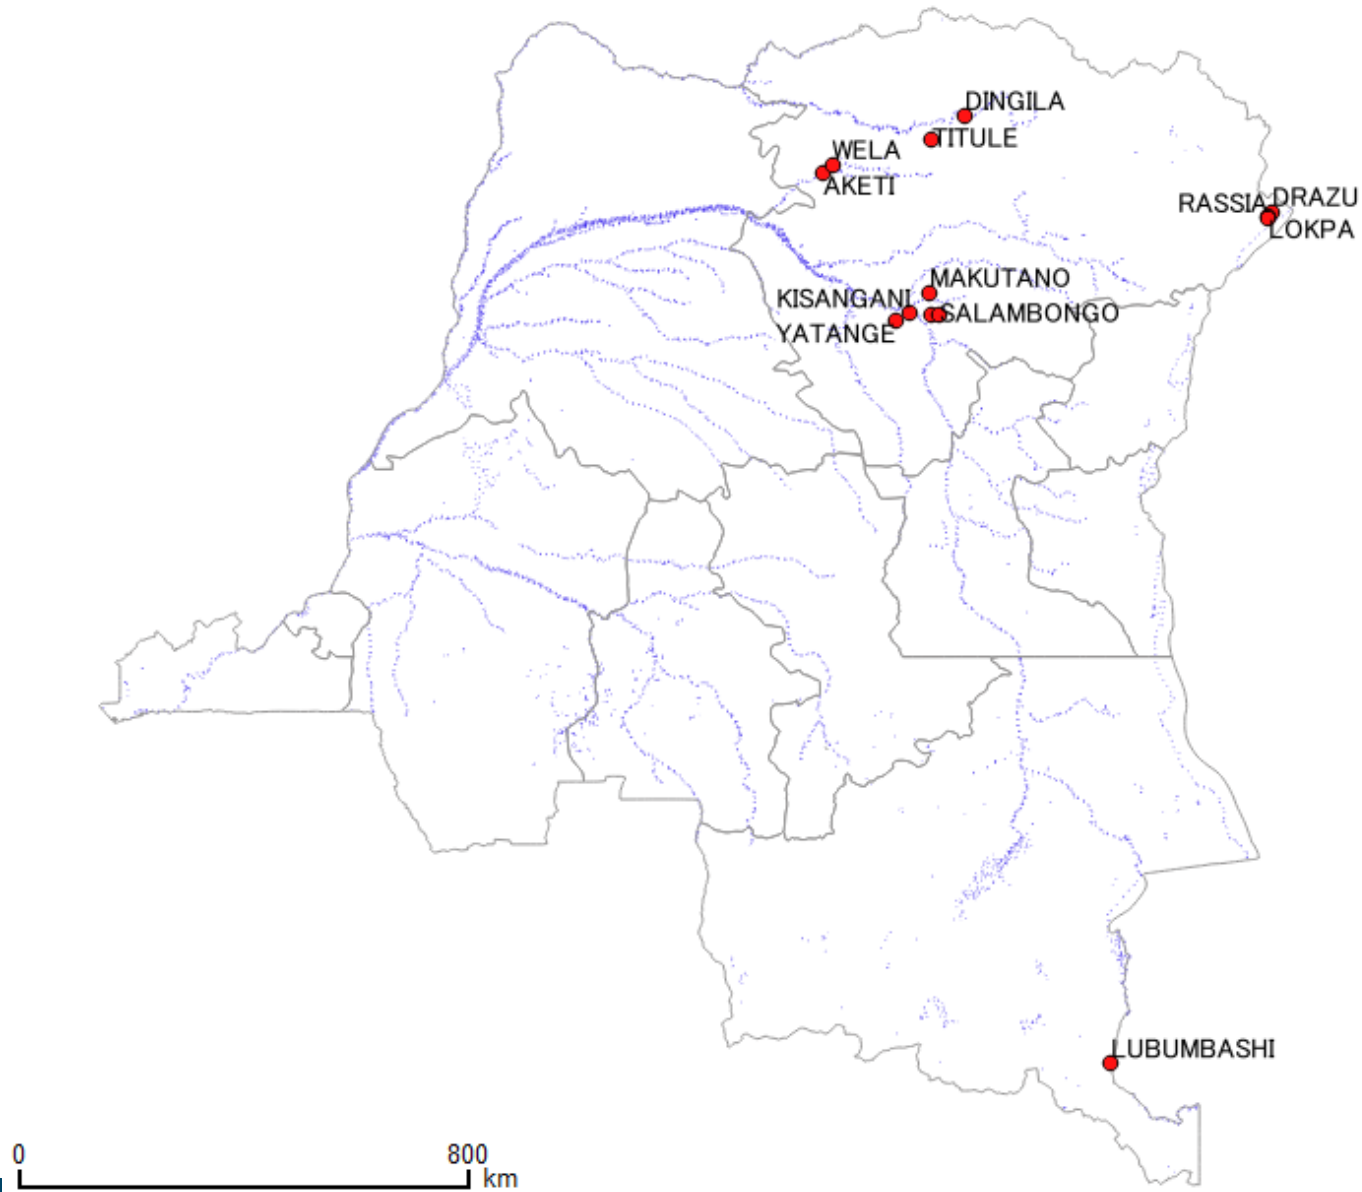 DINGILA
TITULE
WELA
AKETI
RASSIA
DRAZU
LOKPA
MAKUTANO
KISANGANI
SALAMBONGO
YATANGE
LUBUMBASHI
0 800
km